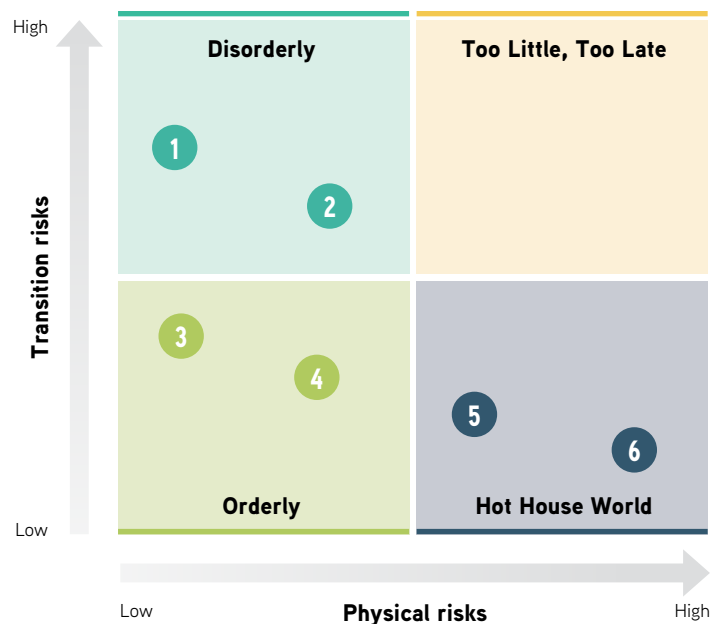 High
Disorderly
Too Little, Too Late
1
2
Transition risks
3
4
5
6
Orderly
Hot House World
Low
Low
Physical risks
High